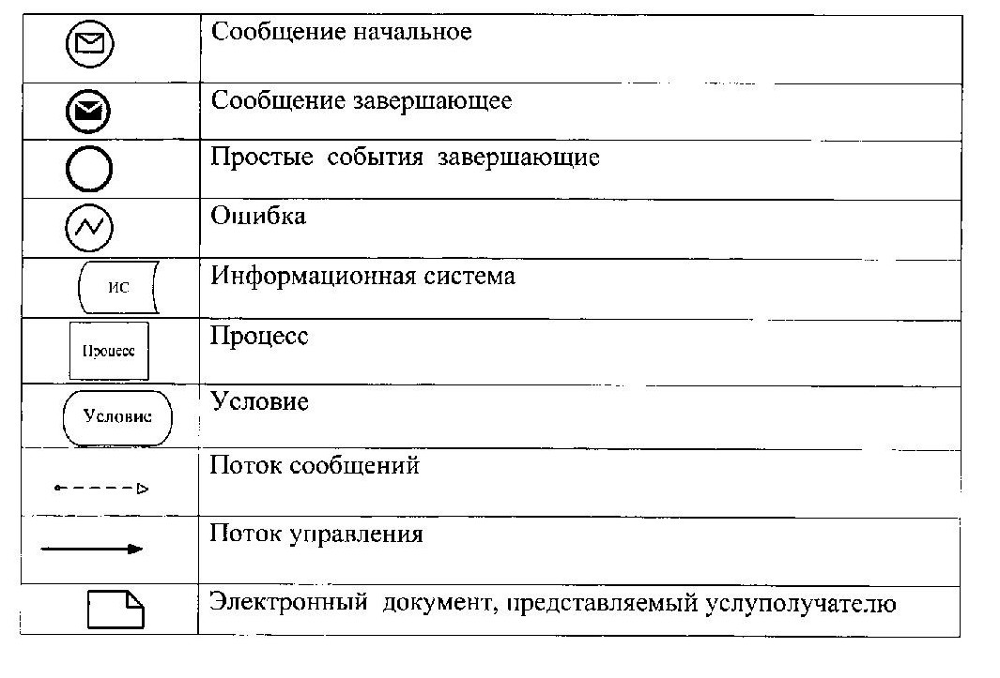 Сообщение начальное
Сообщение завершающее
Простые события завершающие
Ошибка
ИС
Информационная система
Процесс
Процесс
Условие
Условие
Поток сообщений
Поток управления
Электронный документ, представляемый услуполучателю